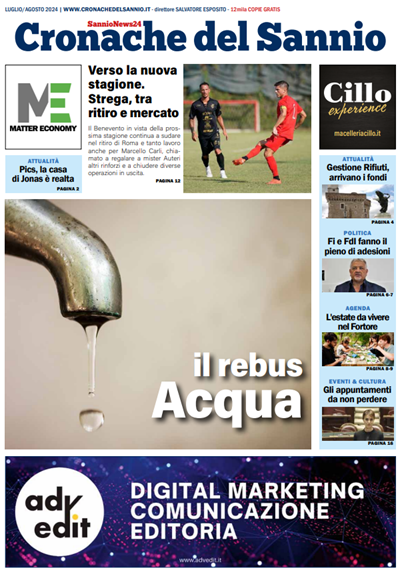 LUGLIO/AGOSTO 2024 | WWW.CRONACHEDELSANNIO.IT - direttore SALVATORE ESPOSITO - 12mila COPIE GRATIS
SannioNews24
Cronache del Sannio
ME
MATTER ECONOMY
ATTUALITÀ
Pics, la casa
di Jonas è realta
PAGINA 2
Verso la nuova
stagione.
Strega, tra
ritiro e mercato
Il Benevento in vista della pros-
sima stagione continua a sudare
nel ritiro di Roma e tanto lavoro
anche per Marcello Carli, chia-
mato a regalare a mister Auteri
altri rinforzi e a chiudere diverse
operazioni in uscita.
PAGINA 12
Cillo
experience
macelleriacillo.it
ATTUALITÀ
Gestione Rifiuti,
arrivano i fondi
PAGINA 4
POLITICA
Fi e FdI fanno il
pieno di adesioni
PAGINA 6-7
AGENDA
L'estate da vivere
nel Fortore
PAGINA 8-9
EVENTI & CULTURA
Gli appuntamenti
da non perdere
PAGINA 16
il rebus
Acqua
adv
edit
DIGITAL MARKETING
COMUNICAZIONE
EDITORIA
www.advedit.it